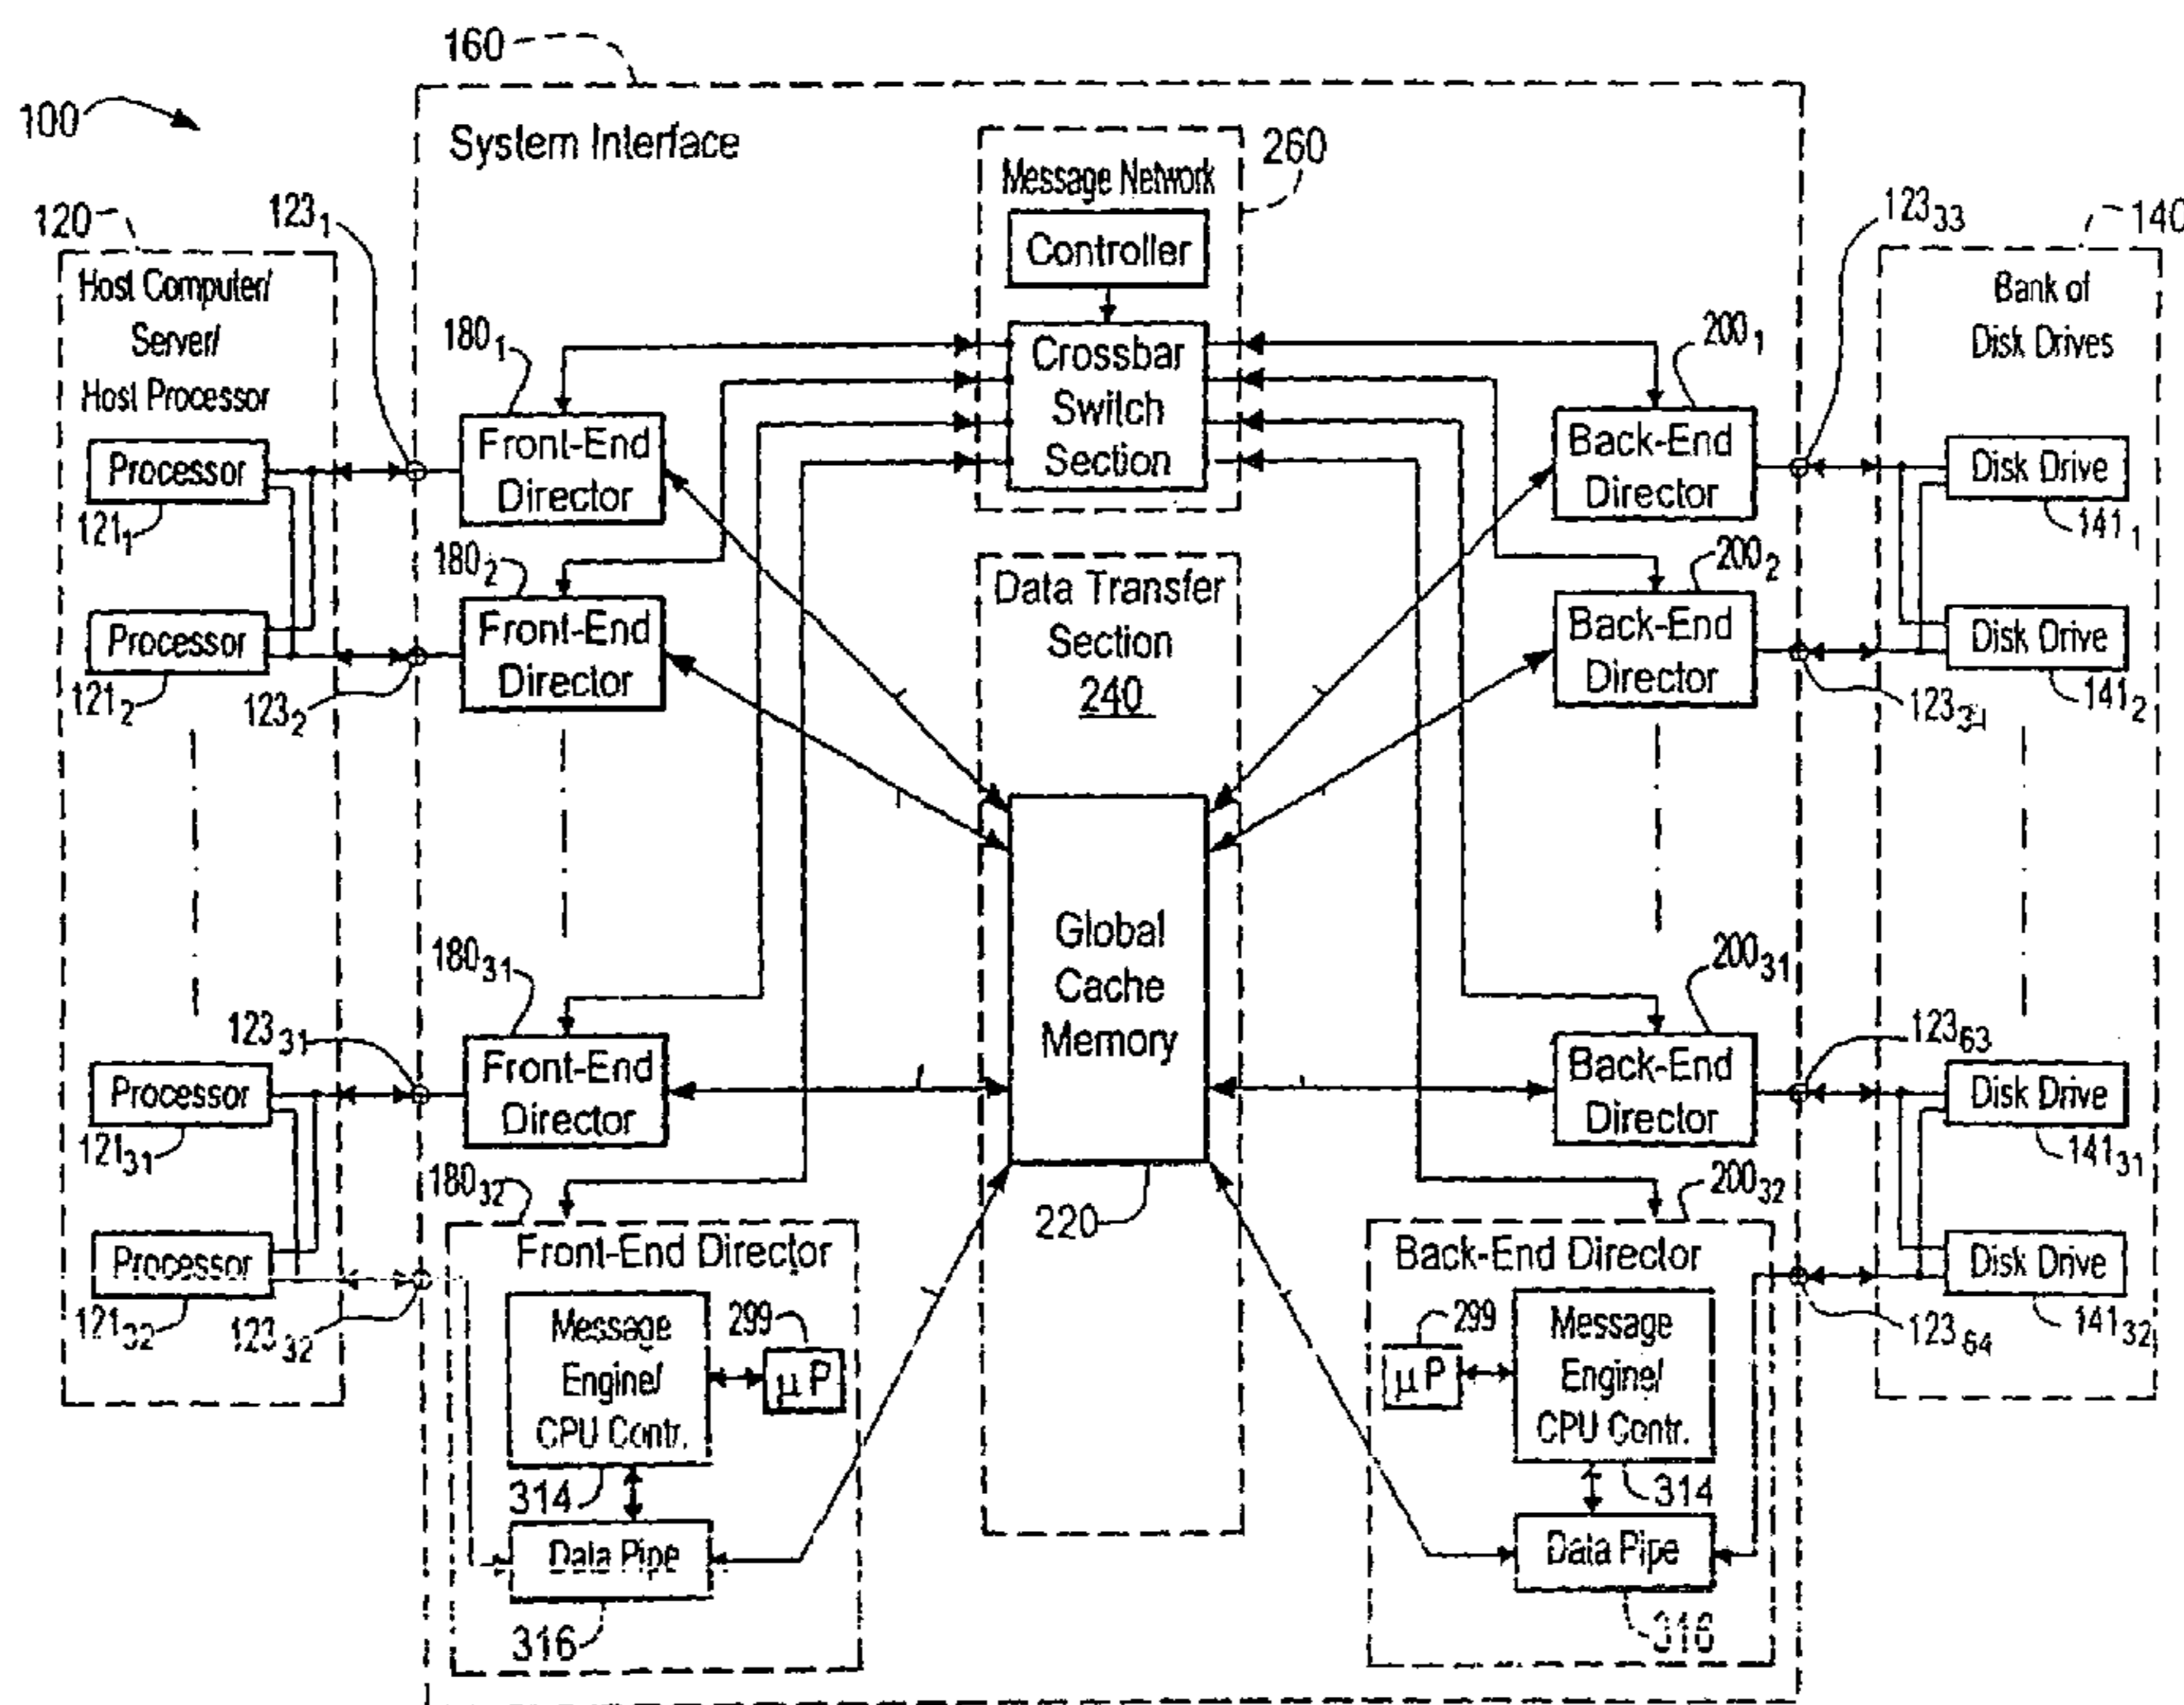 160
100
System Interface
260
Message Network
Controller
120
123₁
123₃₃
140
Host Computer/
Server/
Host Processor
Bank of
Disk Drives
180₁
Crossbar
Switch
Section
200₁
Processor
121₁
Front-End
Director
Back-End
Director
Disk Drive
141₁
180₂
200₂
Processor
121₂
123₂
Front-End
Director
Data Transfer
Section
240
Back-End
Director
123₃₄
Disk Drive
141₂
Global
Cache
Memory
220
180₃₁
200₃₁
123₃₁
123₆₃
Processor
121₃₁
Front-End
Director
Back-End
Director
Disk Drive
141₃₁
180₃₂
200₃₂
Processor
121₃₂
123₃₂
Front-End Director
Message
Engine/
CPU Contr.
299
μP
314
Data Pipe
316
Back-End Director
299
μP
Message
Engine/
CPU Contr.
314
Data Pipe
316
123₆₄
Disk Drive
141₃₂